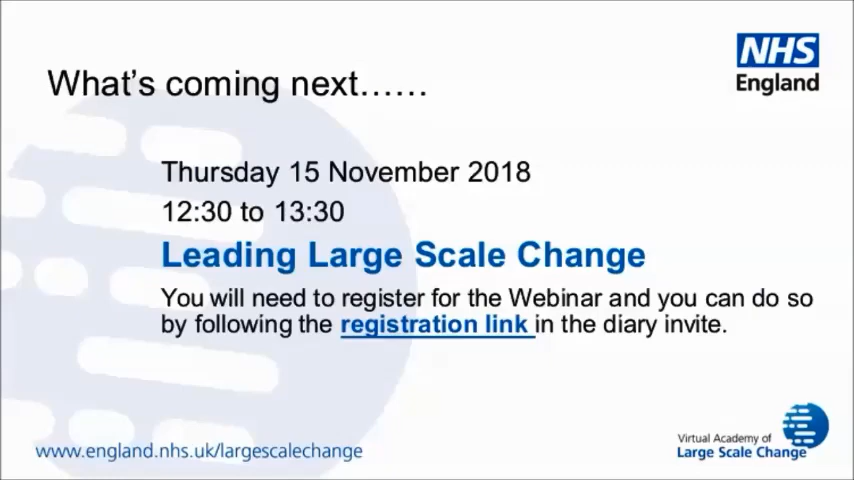 NHS
England
What's coming next......
Thursday 15 November 2018
12:30 to 13:30
Leading Large Scale Change
You will need to register for the Webinar and you can do so
by following the registration link in the diary invite.
www.england.nhs.uk/largescalechange
Virtual Academy of
Large Scale Change